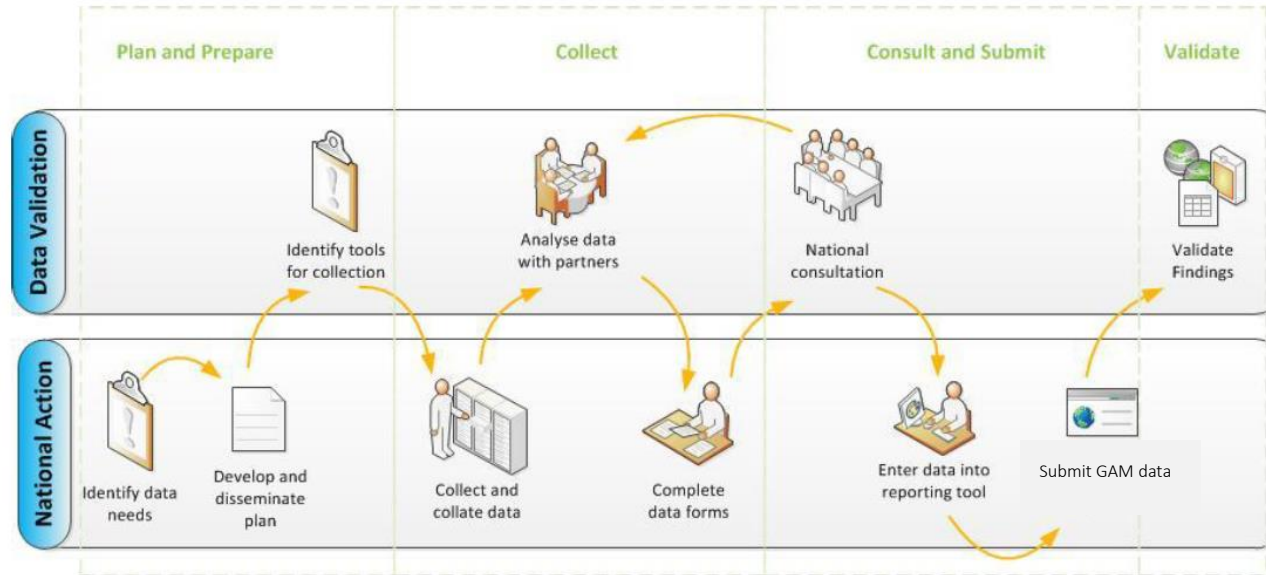 Plan and Prepare
Collect
Consult and Submit
Validate
Data Validation
Identify tools
for collection
Analyse data
with partners
National
consultation
Validate
Findings
National Action
Identify data
needs
Develop and
disseminate
plan
Collect and
collate data
Complete
data forms
Enter data into
reporting tool
Submit GAM data